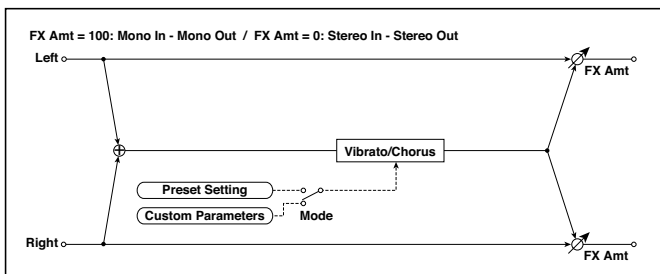 FX Amt = 100: Mono In - Mono Out / FX Amt = 0: Stereo In - Stereo Out
Left
FX Amt
Vibrato/Chorus
Preset Setting
Custom Parameters
Mode
Right
FX Amt